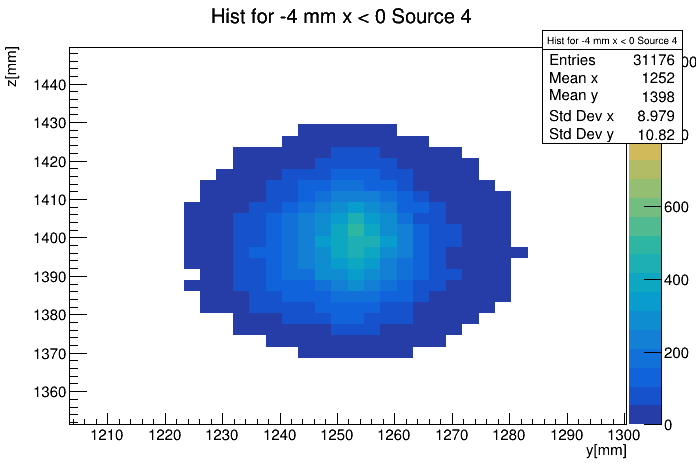 Hist for -4 mm x < 0 Source 4
z[mm]
Hist for -4 mm x < 0 Source 4
Entries 31176
Mean x 1252
Mean y 1398
Std Dev x 8.979
Std Dev y 10.82
1440
1430
1420
1410
1400
1390
1380
1370
1360
600
400
200
0
1210 1220 1230 1240 1250 1260 1270 1280 1290 1300
y[mm]